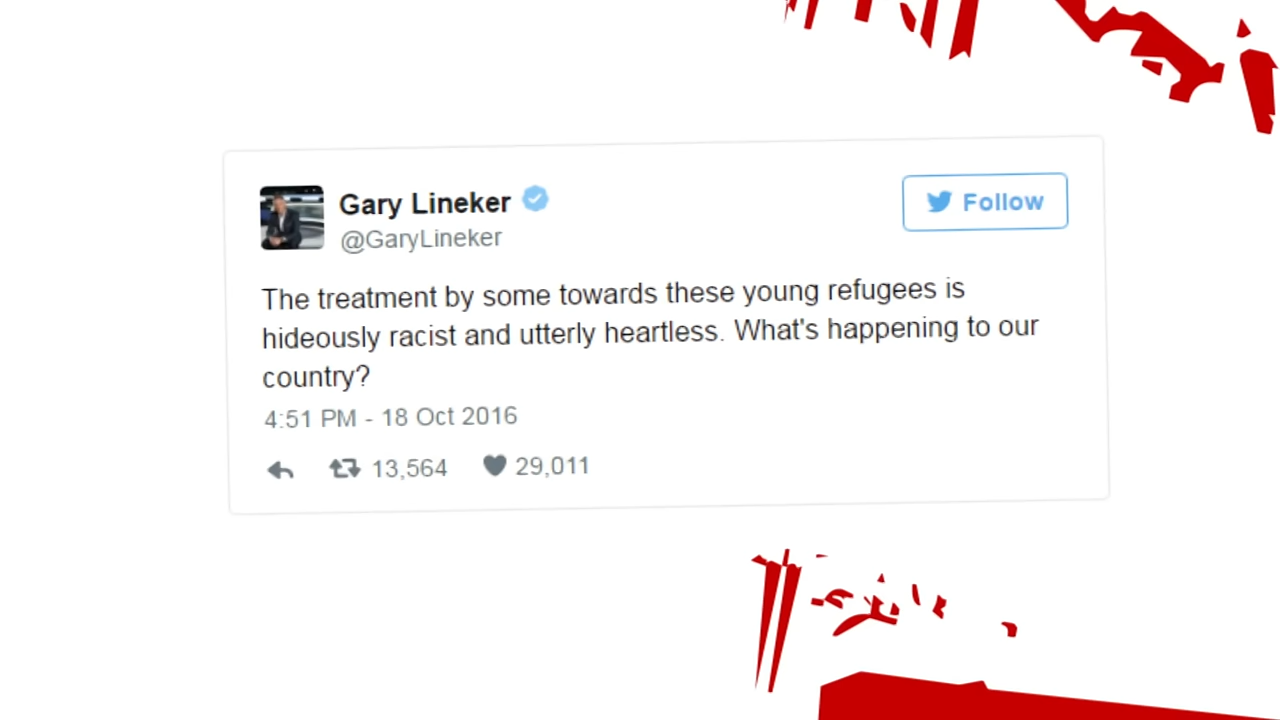 Gary Lineker
@GaryLineker
Follow
The treatment by some towards these young refugees is
hideously racist and utterly heartless. What's happening to our
country?
4:51 PM - 18 Oct 2016
13,564 29,011